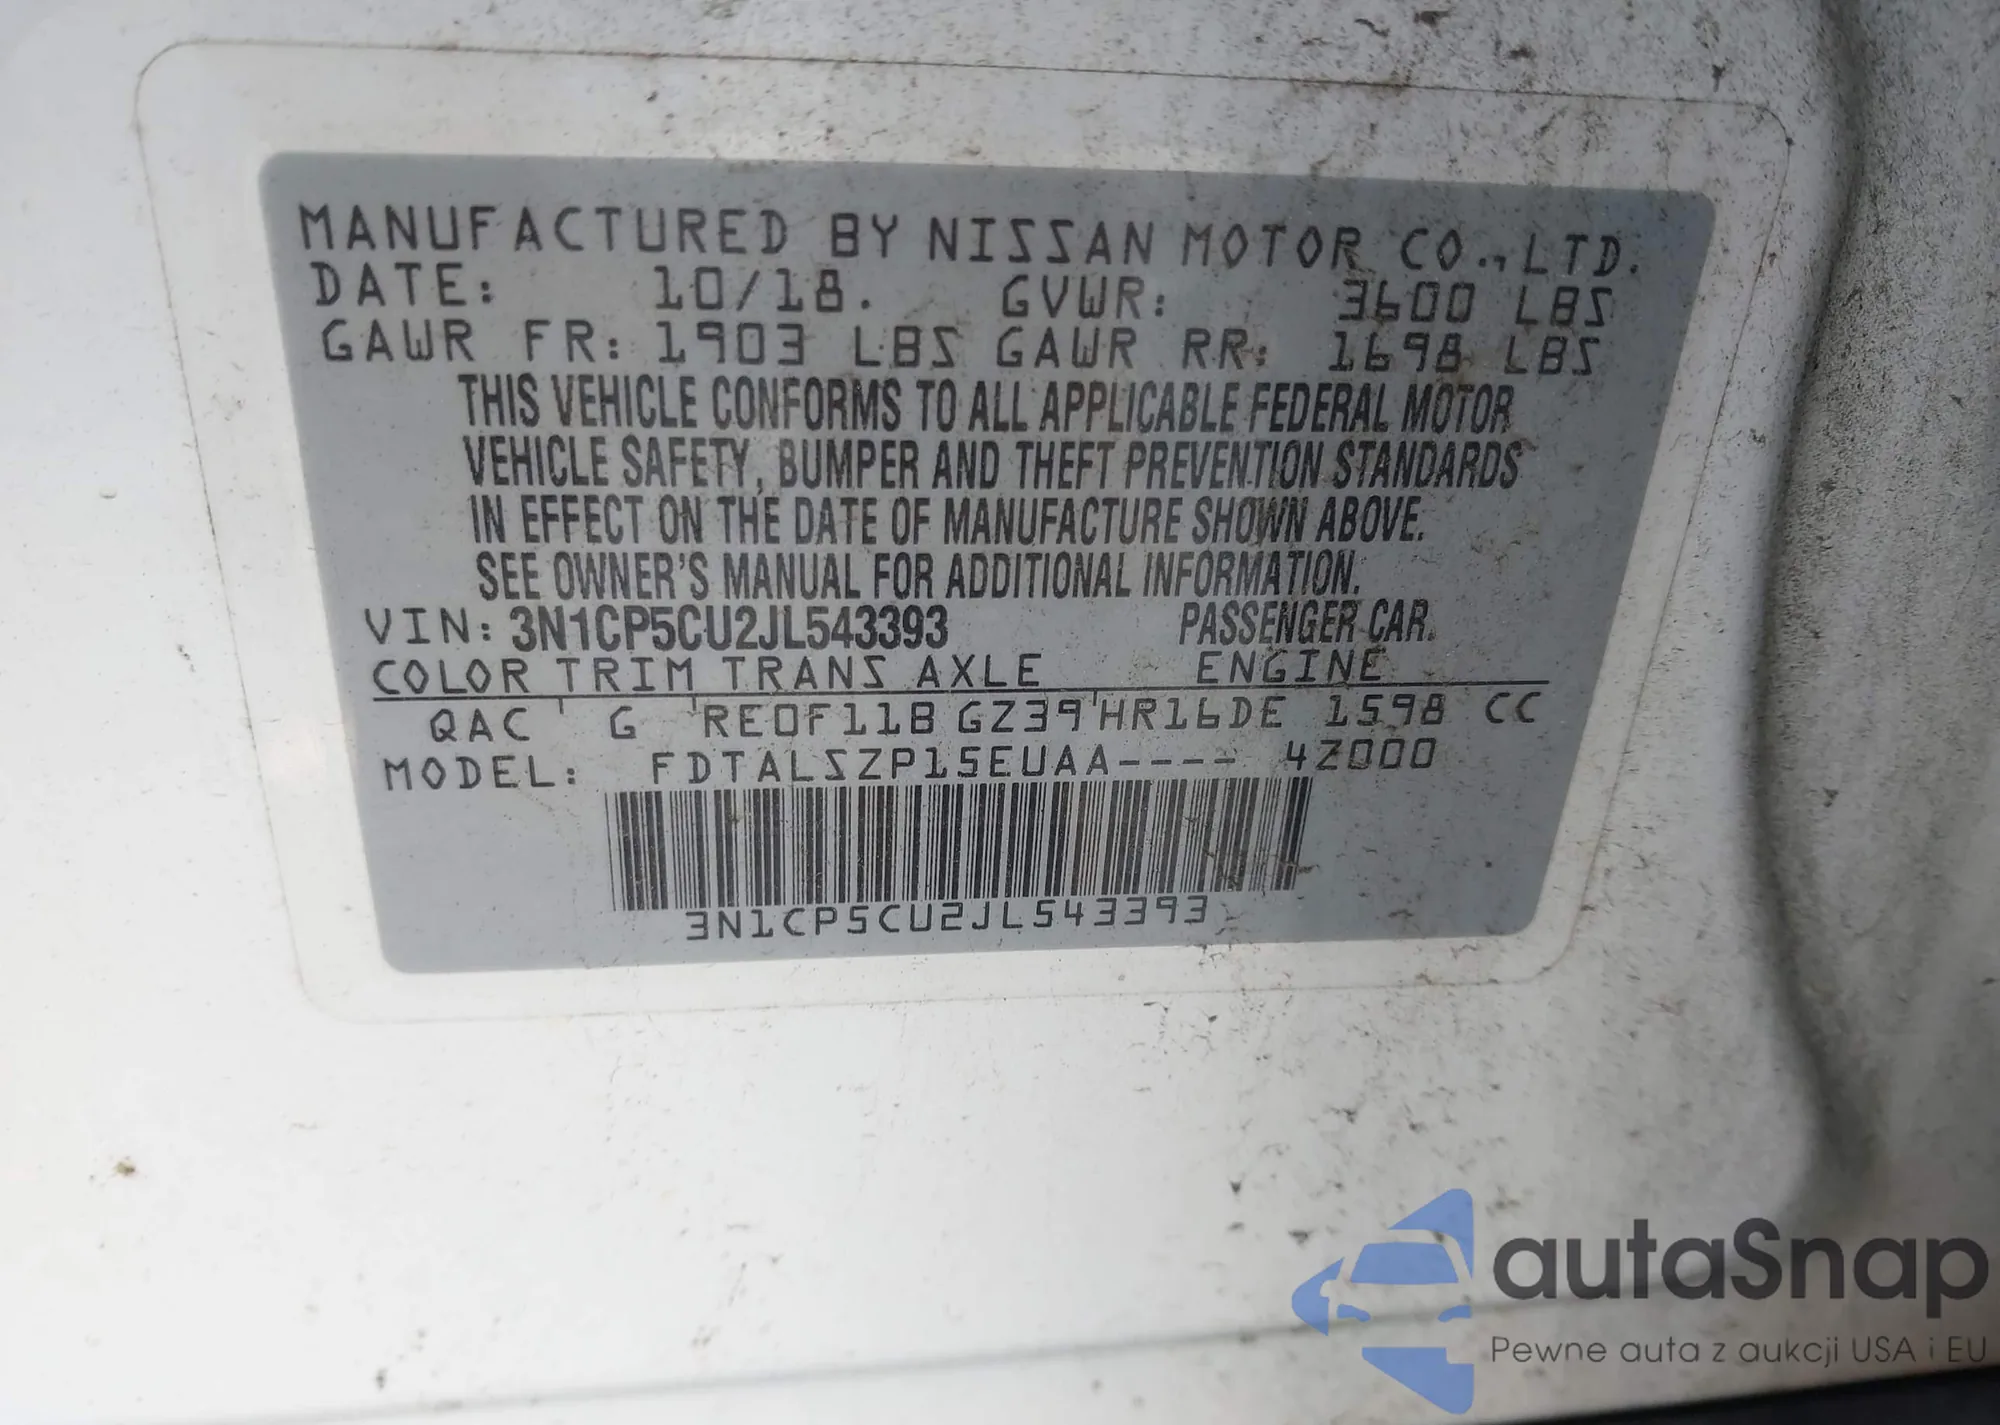 MANUFACTURED BY NISSAN MOTOR CO., LTD.
DATE: 10/18. GVWR: 3600 LBS
GAWR FR: 1903 LBS GAWR RR: 1698 LBS
THIS VEHICLE CONFORMS TO ALL APPLICABLE FEDERAL MOTOR
VEHICLE SAFETY, BUMPER AND THEFT PREVENTION STANDARDS
IN EFFECT ON THE DATE OF MANUFACTURE SHOWN ABOVE.
SEE OWNER'S MANUAL FOR ADDITIONAL INFORMATION.
VIN: 3N1CP5CU2JL543393 PASSENGER CAR.
COLOR TRIM TRANS AXLE ENGINE
QAC ' G 'RE0F11B GZ39'HR16DE 1598 CC
MODEL: FDTALSZP15EUAA---- 4Z000
3N1CP5CU2JL543393
autaSnap
Pewne auta z aukcji USA i EU